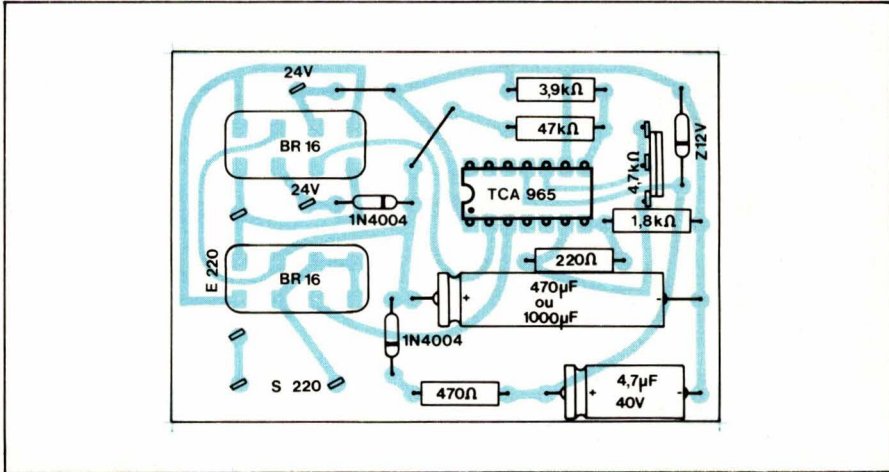 24V
3,9kΩ
47kΩ
BR 16
4,7kΩ
Z12V
TCA 965
24V
1N4004
1,8kΩ
E 220
BR 16
220Ω
+ 470µF -
ou
1000µF
1N4004
S 220
470Ω
+ 4,7µF -
40V